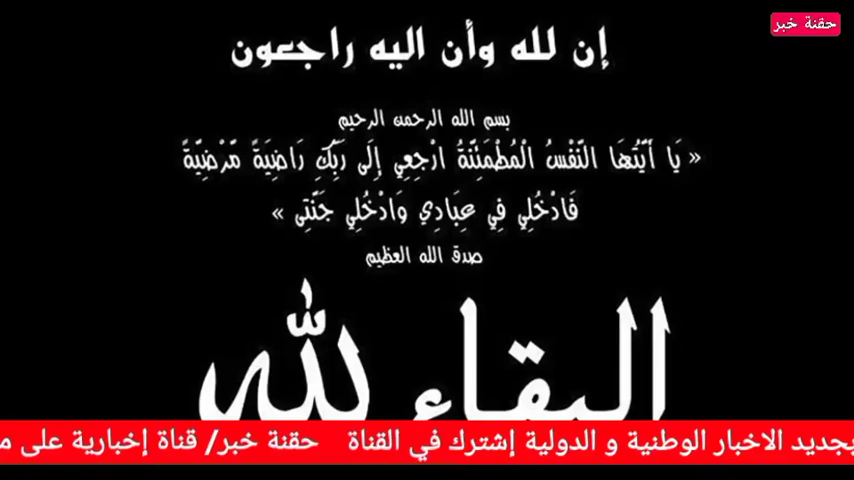 حقنة خبر
إن لله وأن اليه راجعون
بسم الله الرحمن الرحيم
« يَا أَيَّتُهَا النَّفْسُ الْمُطْمَئِنَّةُ ارْجِعِي إِلَى رَبِّكِ رَاضِيَةً مَّرْضِيَّةً
فَادْخُلِي فِي عِبَادِي وَادْخُلِي جَنَّتِي »
صدق الله العظيم
البقاء لله
بجديد الاخبار الوطنية و الدولية إشترك في القناة حقنة خبر/ قناة إخبارية على